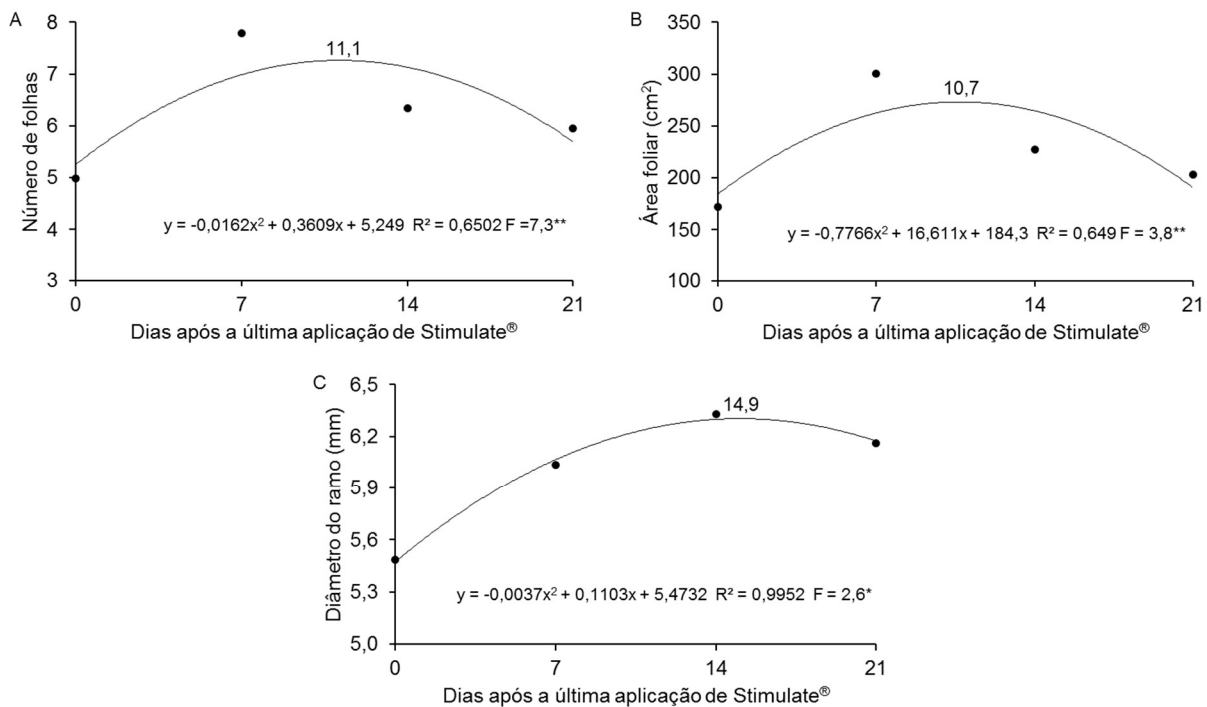 A
Número de folhas
8
7
6
5
4
3
11,1
y = -0,0162x² + 0,3609x + 5,249 R² = 0,6502 F =7,3**
0
7
14
21
Dias após a última aplicação de Stimulate®
B
Área foliar (cm²)
350
300
250
200
150
100
10,7
y = -0,7766x² + 16,611x + 184,3 R² = 0,649 F = 3,8**
0
7
14
21
Dias após a última aplicação de Stimulate®
C
Diâmetro do ramo (mm)
6,5
6,2
5,9
5,6
5,3
5,0
14,9
y = -0,0037x² + 0,1103x + 5,4732 R² = 0,9952 F = 2,6*
0
7
14
21
Dias após a última aplicação de Stimulate®